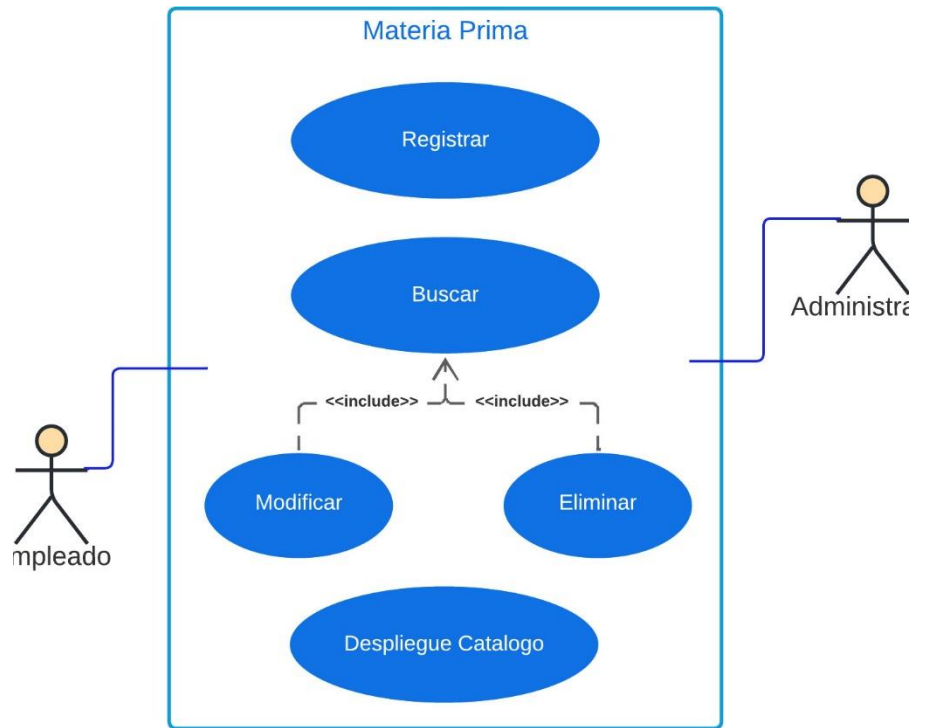 Materia Prima
Registrar
Buscar
Administra
<<include>> <<include>>
Modificar Eliminar
mpleado
Despliegue Catalogo